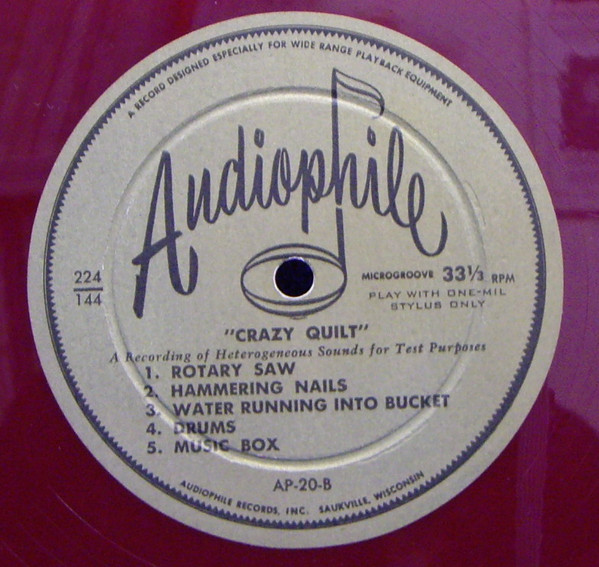 A RECORD DESIGNED ESPECIALLY FOR WIDE RANGE PLAYBACK EQUIPMENT
Audiophile
224
144
MICROGROOVE 33⅓ RPM
PLAY WITH ONE-MIL
STYLUS ONLY
"CRAZY QUILT"
A Recording of Heterogeneous Sounds for Test Purposes
1. ROTARY SAW
2. HAMMERING NAILS
3. WATER RUNNING INTO BUCKET
4. DRUMS
5. MUSIC BOX
AP-20-B
AUDIOPHILE RECORDS, INC. SAUKVILLE, WISCONSIN